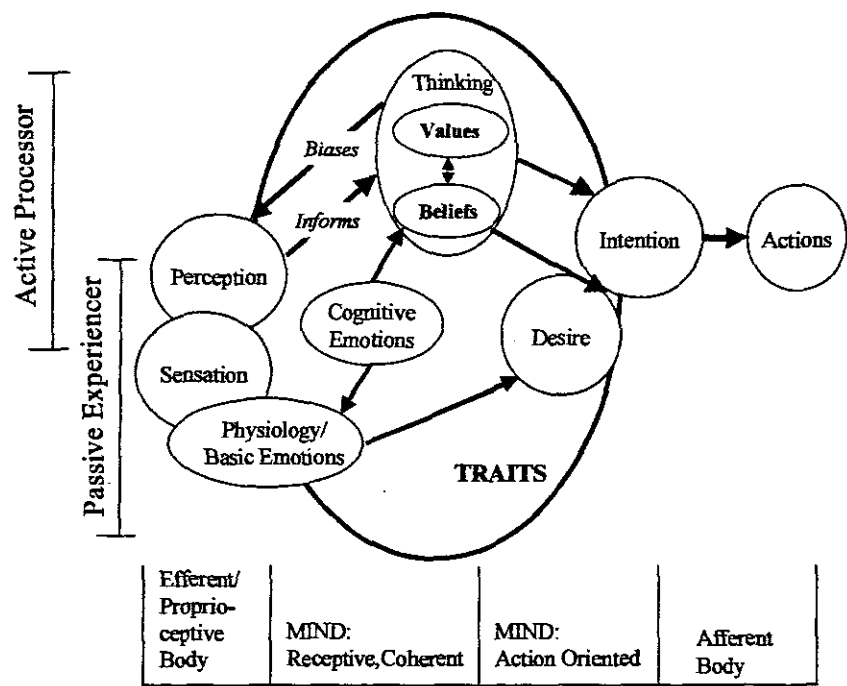 Active Processor
Passive Experiencer
Thinking
Values
Biases
Informs
Beliefs
Perception
Intention
Actions
Cognitive
Emotions
Desire
Sensation
Physiology/
Basic Emotions
TRAITS
Efferent/
Proprio-
ceptive
Body
MIND:
Receptive,Coherent
MIND:
Action Oriented
Afferent
Body